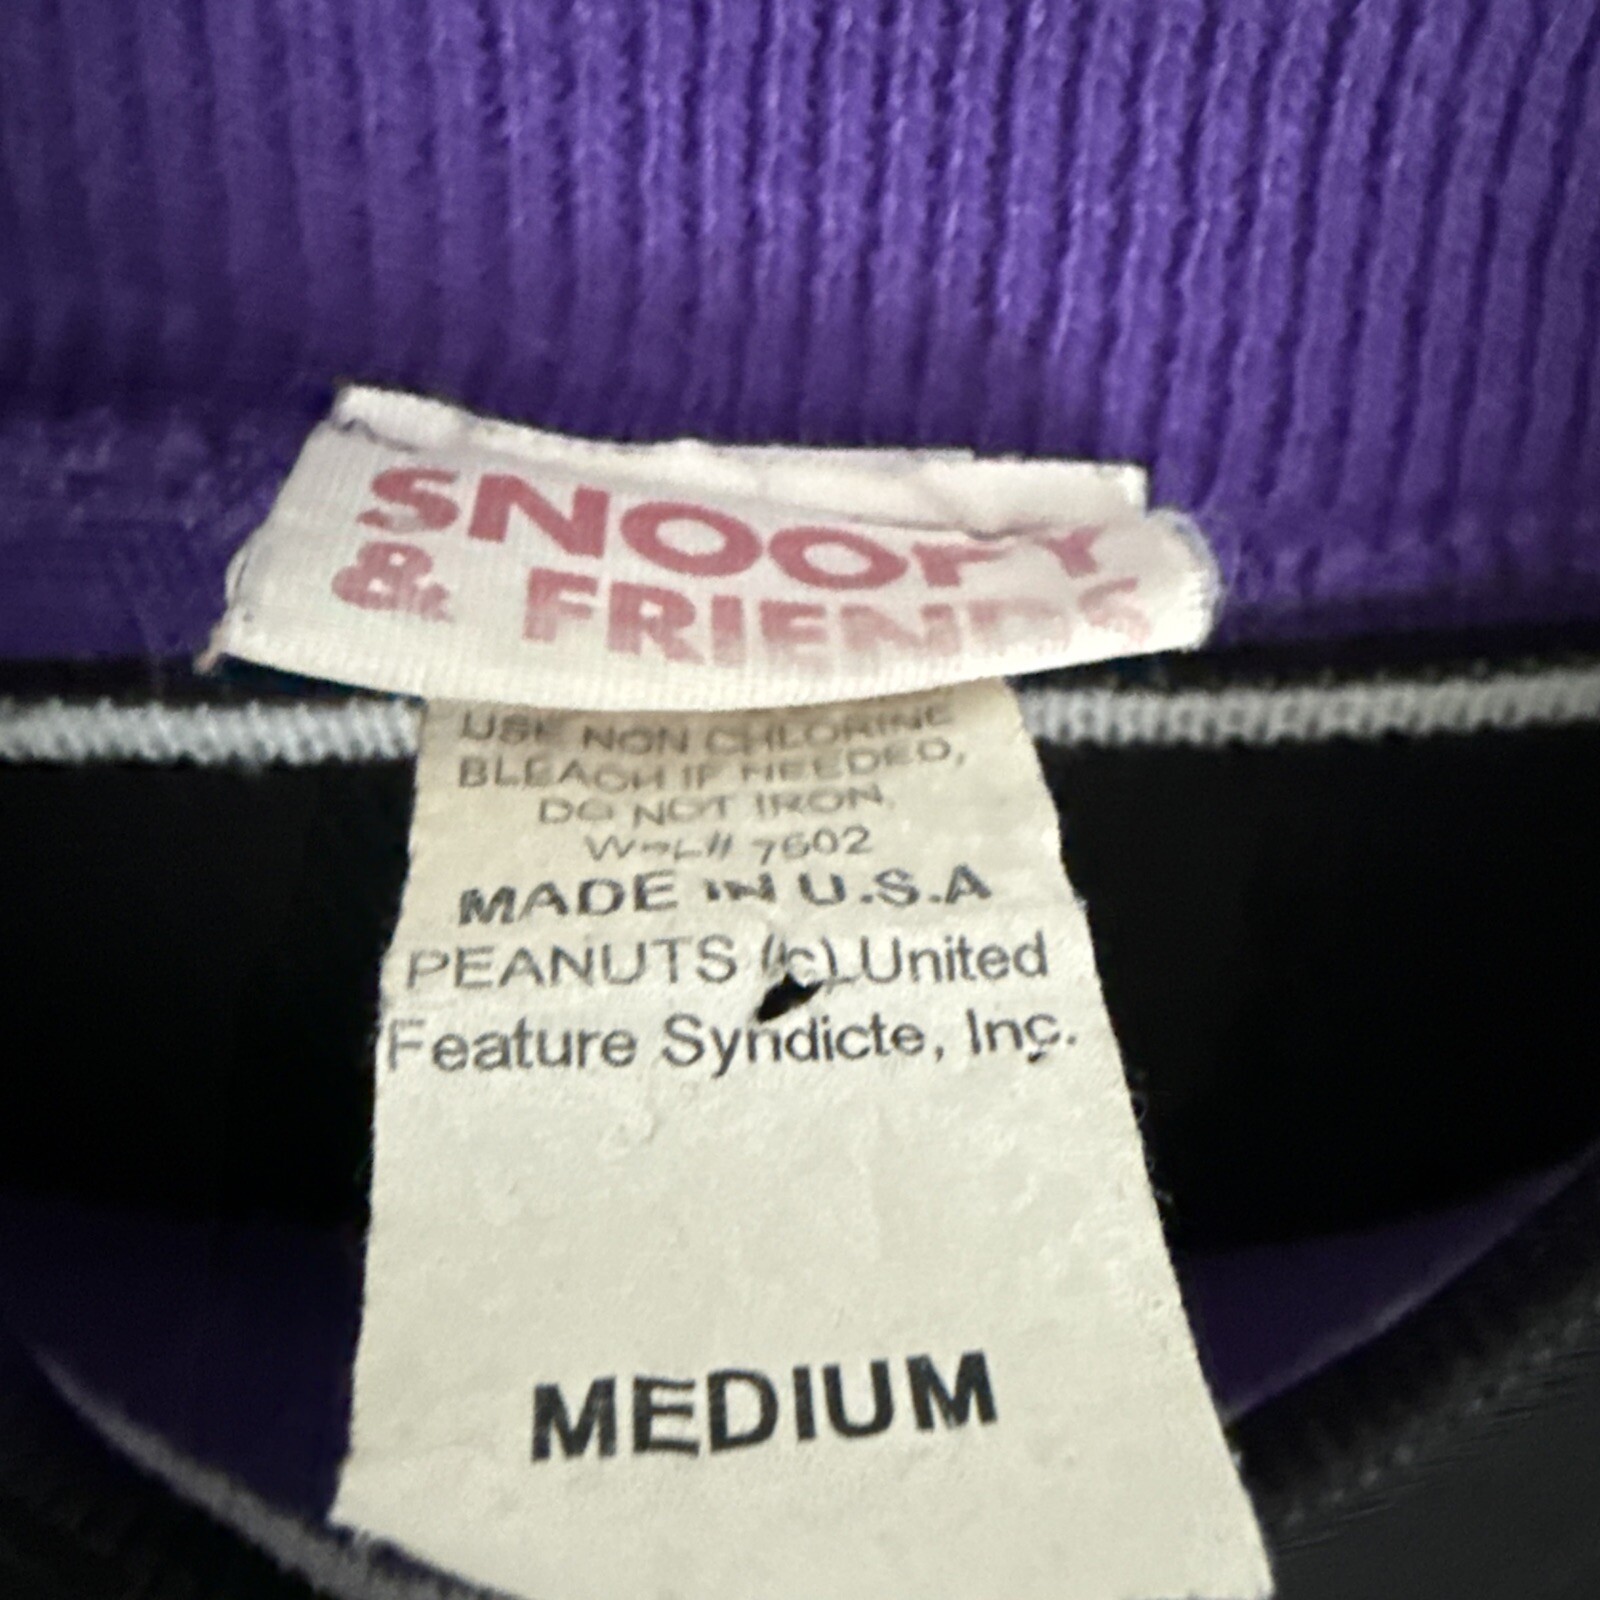 SNOOPY
& FRIENDS
USE NON CHLORINE
BLEACH IF NEEDED,
DO NOT IRON.
7602
MADE IN U.S.A
PEANUTS (c) United
Feature Syndicte, Inc.
MEDIUM